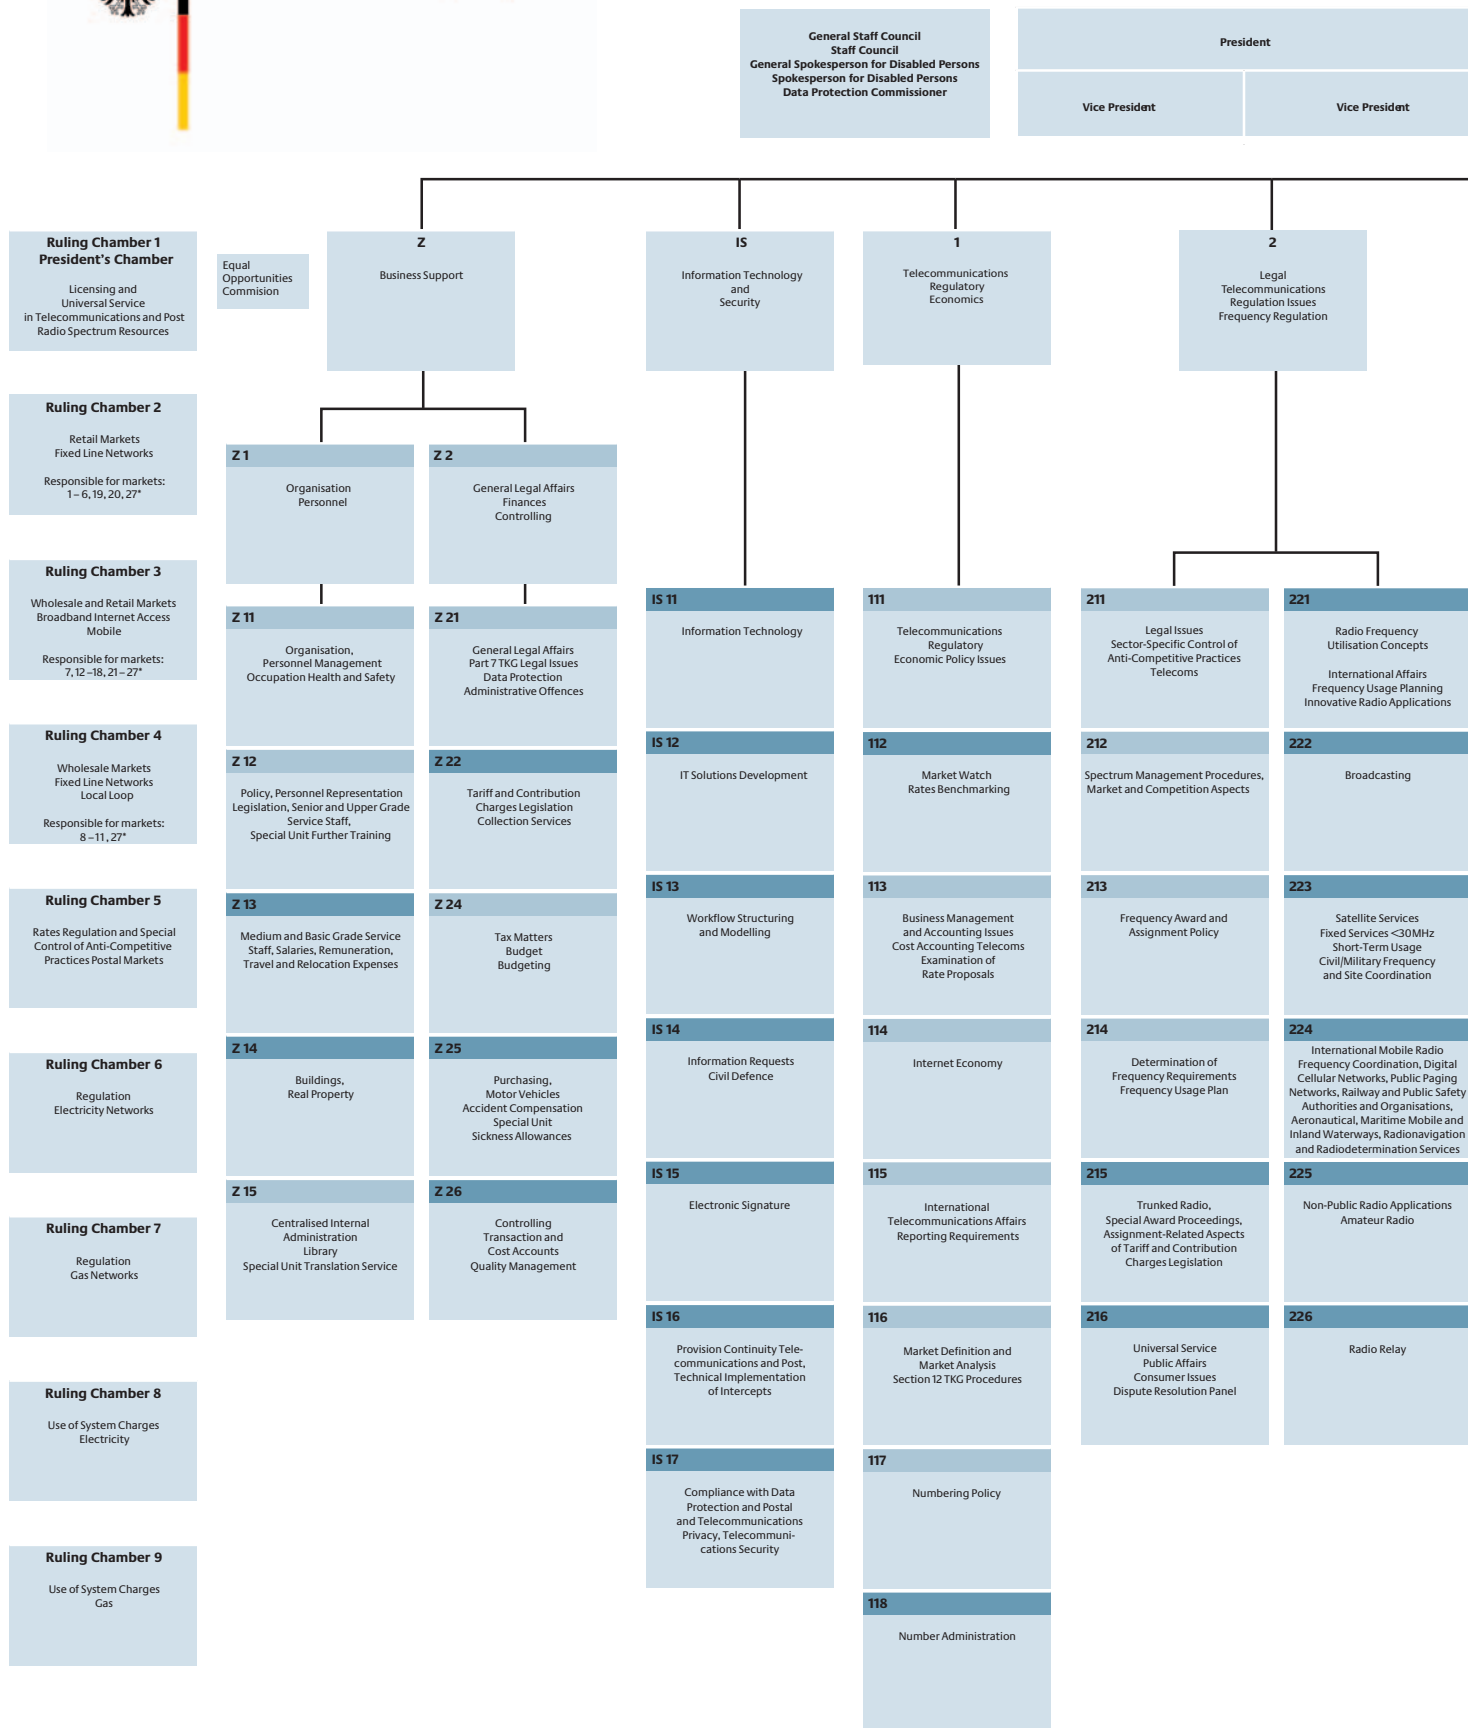 General Staff Council
Staff Council
General Spokesperson for Disabled Persons
Spokesperson for Disabled Persons
Data Protection Commissioner
President
Vice President
Vice President
Ruling Chamber 1
President's Chamber
Licensing and
Universal Service
in Telecommunications and Post
Radio Spectrum Resources
Equal
Opportunities
Commision
Z
Business Support
IS
Information Technology
and
Security
1
Telecommunications
Regulatory
Economics
2
Legal
Telecommunications
Regulation Issues
Frequency Regulation
Ruling Chamber 2
Retail Markets
Fixed Line Networks
Responsible for markets:
1 – 6, 19, 20, 27*
Ruling Chamber 3
Wholesale and Retail Markets
Broadband Internet Access
Mobile
Responsible for markets:
7, 12 –18, 21 – 27*
Ruling Chamber 4
Wholesale Markets
Fixed Line Networks
Local Loop
Responsible for markets:
8 –11, 27*
Ruling Chamber 5
Rates Regulation and Special
Control of Anti-Competitive
Practices Postal Markets
Ruling Chamber 6
Regulation
Electricity Networks
Ruling Chamber 7
Regulation
Gas Networks
Ruling Chamber 8
Use of System Charges
Electricity
Ruling Chamber 9
Use of System Charges
Gas
Z 1
Organisation
Personnel
Z 11
Organisation,
Personnel Management
Occupation Health and Safety
Z 12
Policy, Personnel Representation
Legislation, Senior and Upper Grade
Service Staff,
Special Unit Further Training
Z 13
Medium and Basic Grade Service
Staff, Salaries, Remuneration,
Travel and Relocation Expenses
Z 14
Buildings,
Real Property
Z 15
Centralised Internal
Administration
Library
Special Unit Translation Service
Z 2
General Legal Affairs
Finances
Controlling
Z 21
General Legal Affairs
Part 7 TKG Legal Issues
Data Protection
Administrative Offences
Z 22
Tariff and Contribution
Charges Legislation
Collection Services
Z 24
Tax Matters
Budget
Budgeting
Z 25
Purchasing,
Motor Vehicles
Accident Compensation
Special Unit
Sickness Allowances
Z 26
Controlling
Transaction and
Cost Accounts
Quality Management
IS 11
Information Technology
IS 12
IT Solutions Development
IS 13
Workflow Structuring
and Modelling
IS 14
Information Requests
Civil Defence
IS 15
Electronic Signature
IS 16
Provision Continuity Tele-
communications and Post,
Technical Implementation
of Intercepts
IS 17
Compliance with Data
Protection and Postal
and Telecommunications
Privacy, Telecommuni-
cations Security
111
Telecommunications
Regulatory
Economic Policy Issues
112
Market Watch
Rates Benchmarking
113
Business Management
and Accounting Issues
Cost Accounting Telecoms
Examination of
Rate Proposals
114
Internet Economy
115
International
Telecommunications Affairs
Reporting Requirements
116
Market Definition and
Market Analysis
Section 12 TKG Procedures
117
Numbering Policy
118
Number Administration
211
Legal Issues
Sector-Specific Control of
Anti-Competitive Practices
Telecoms
212
Spectrum Management Procedures,
Market and Competition Aspects
213
Frequency Award and
Assignment Policy
214
Determination of
Frequency Requirements
Frequency Usage Plan
215
Trunked Radio,
Special Award Proceedings,
Assignment-Related Aspects
of Tariff and Contribution
Charges Legislation
216
Universal Service
Public Affairs
Consumer Issues
Dispute Resolution Panel
221
Radio Frequency
Utilisation Concepts
International Affairs
Frequency Usage Planning
Innovative Radio Applications
222
Broadcasting
223
Satellite Services
Fixed Services <30MHz
Short-Term Usage
Civil/Military Frequency
and Site Coordination
224
International Mobile Radio
Frequency Coordination, Digital
Cellular Networks, Public Paging
Networks, Railway and Public Safety
Authorities and Organisations,
Aeronautical, Maritime Mobile and
Inland Waterways, Radionavigation
and Radiodetermination Services
225
Non-Public Radio Applications
Amateur Radio
226
Radio Relay